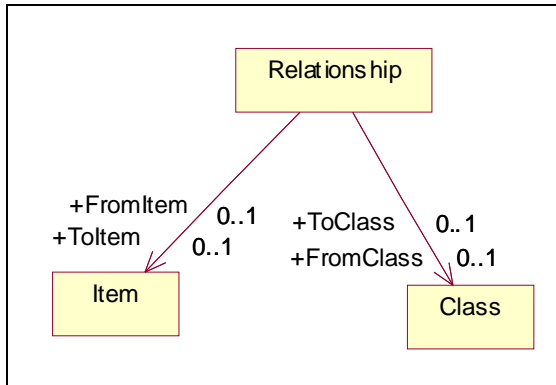 Relationship
+FromItem 0..1
+ToItem 0..1
+ToClass 0..1
+FromClass 0..1
Item
Class